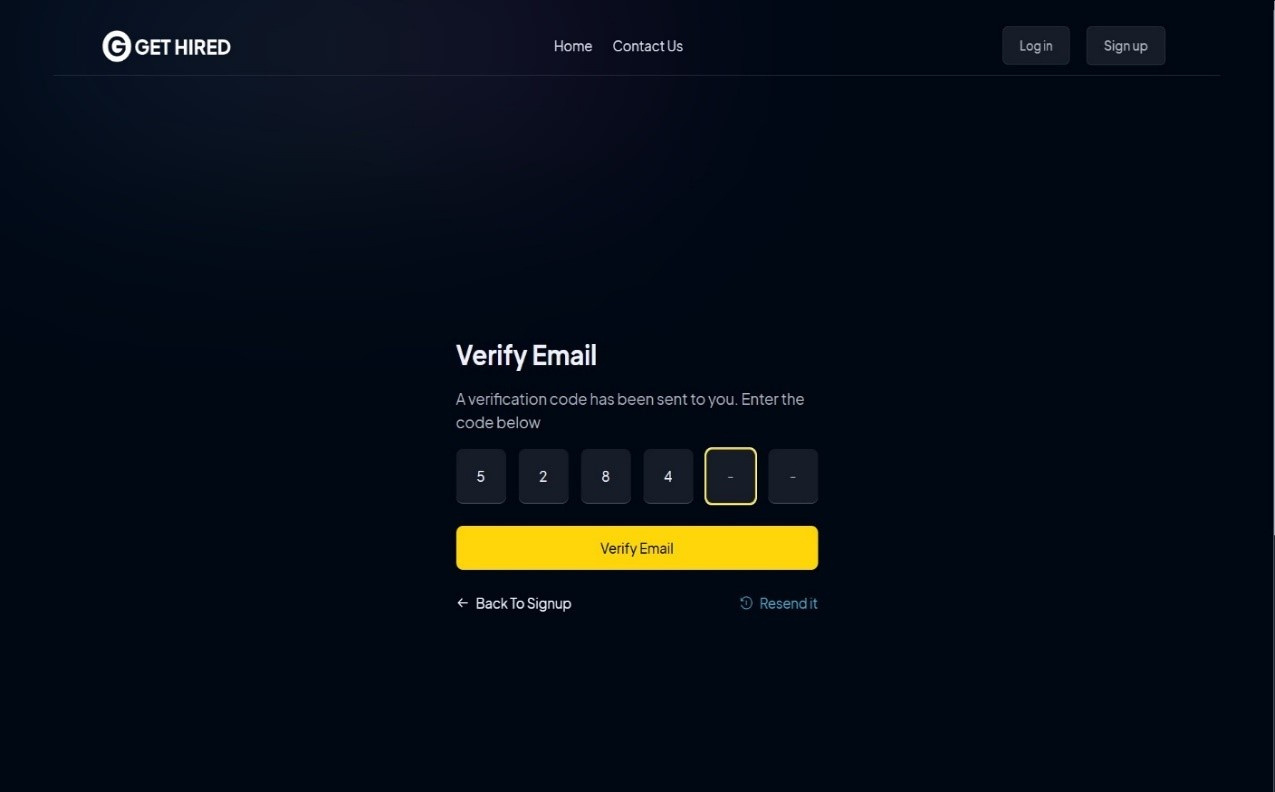 GET HIRED
Home
Contact Us
Log in
Sign up
Verify Email
A verification code has been sent to you. Enter the
code below
5 2 8 4 - -
Verify Email
← Back To Signup
Resend it